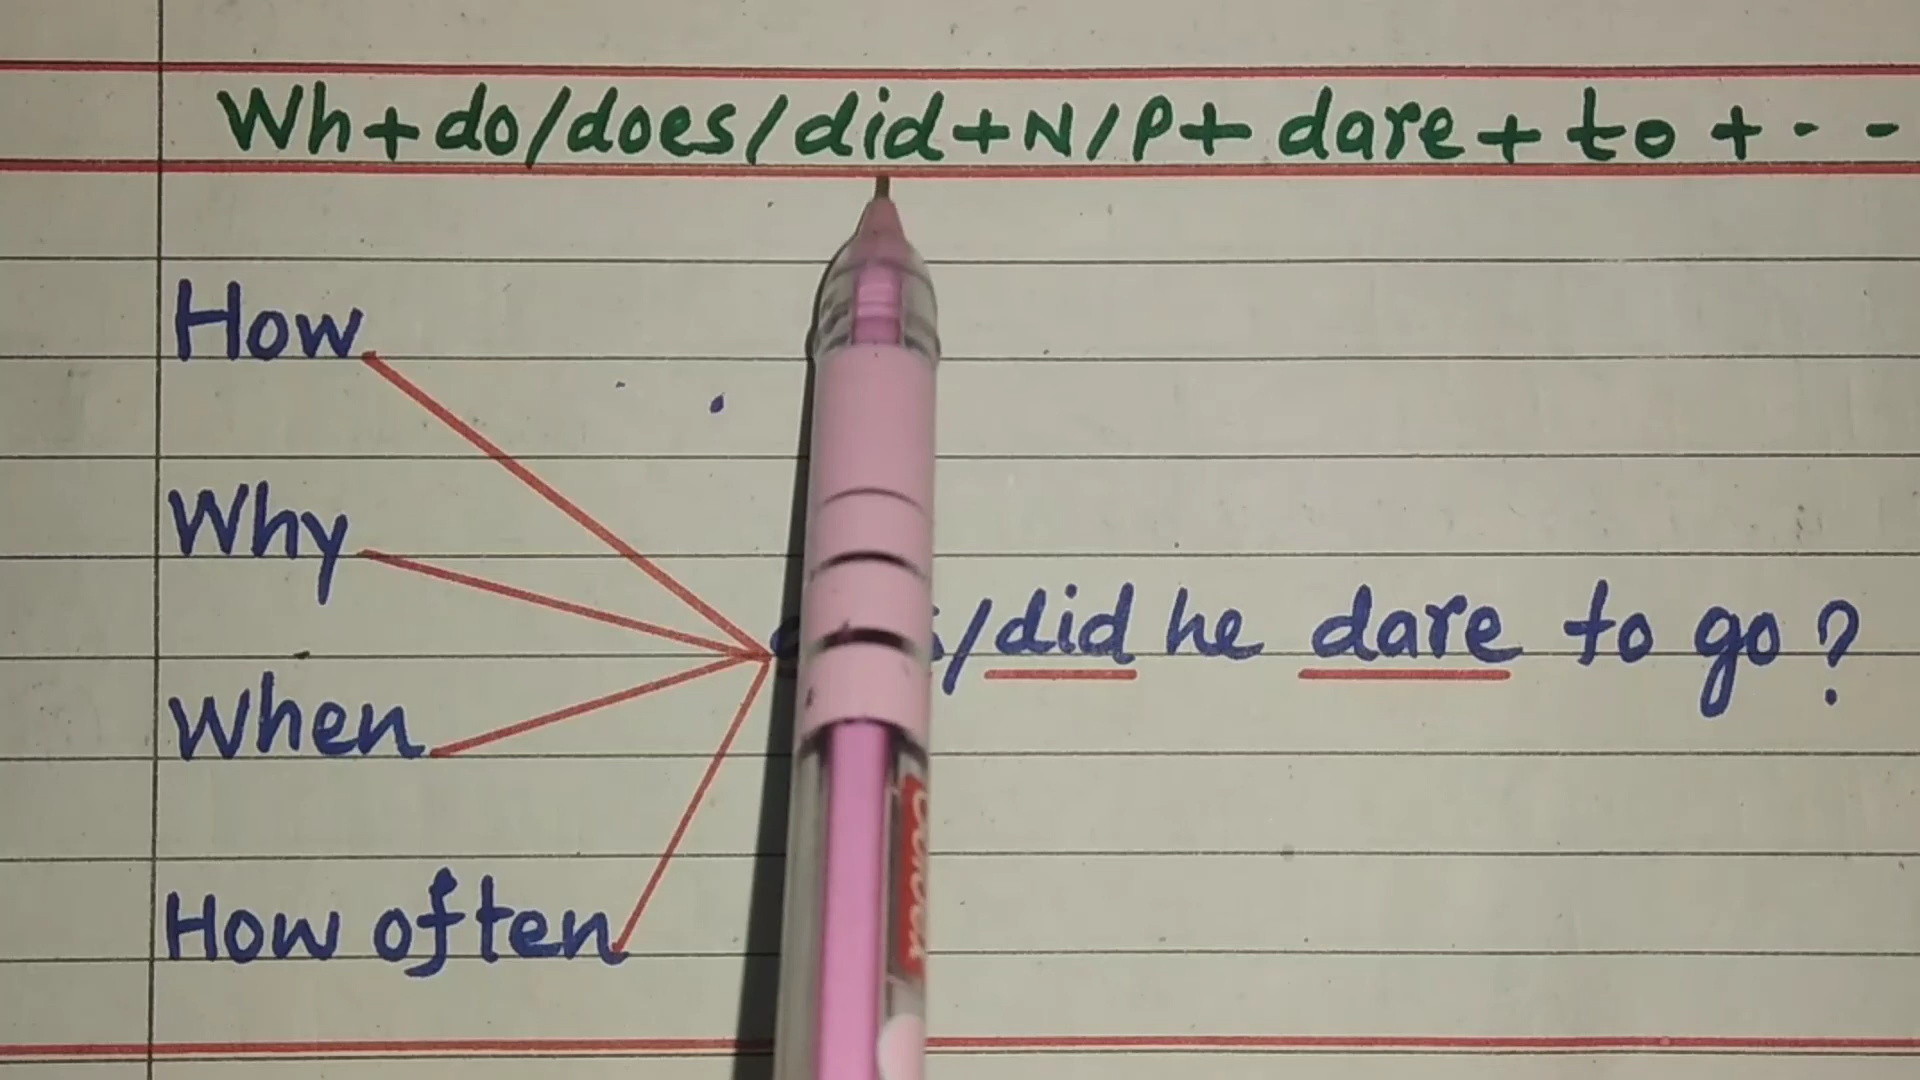 Wh+do/does/did+N/P+ dare + to + - -
How
Why
/did he dare to go?
When
How often